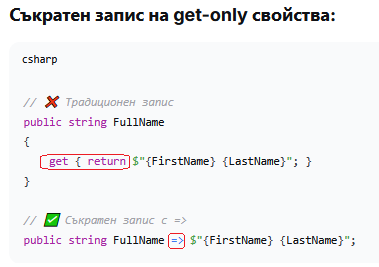 Съкратен запис на get-only свойства:
csharp
// ❌ Традиционен запис
public string FullName
{
    get { return $"{FirstName} {LastName}"; }
}
// ✅ Съкратен запис с =>
public string FullName => $"{FirstName} {LastName}";